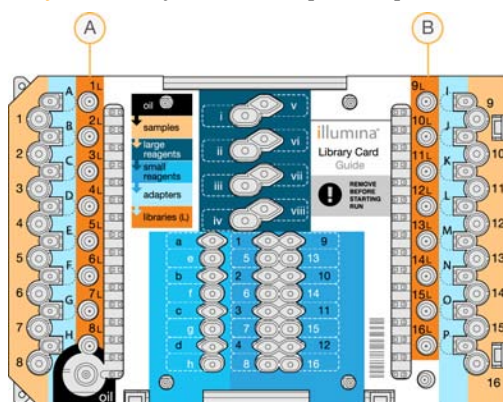 A
B
oil
samples
large
reagents
small
reagents
adapters
libraries (L)
illumina
Library Card
Guide
REMOVE
BEFORE
STARTING
RUN
1
2
3
4
5
6
7
8
A
B
C
D
E
F
G
H
1L
2L
3L
4L
5L
6L
7L
8L
oil
i
ii
iii
iv
v
vi
vii
viii
a
e
b
f
c
g
d
h
1
5
2
6
3
7
4
8
9
13
10
14
11
15
12
16
9L
10L
11L
12L
13L
14L
15L
16L
I
J
K
L
M
N
O
P
9
10
11
12
13
14
15
16